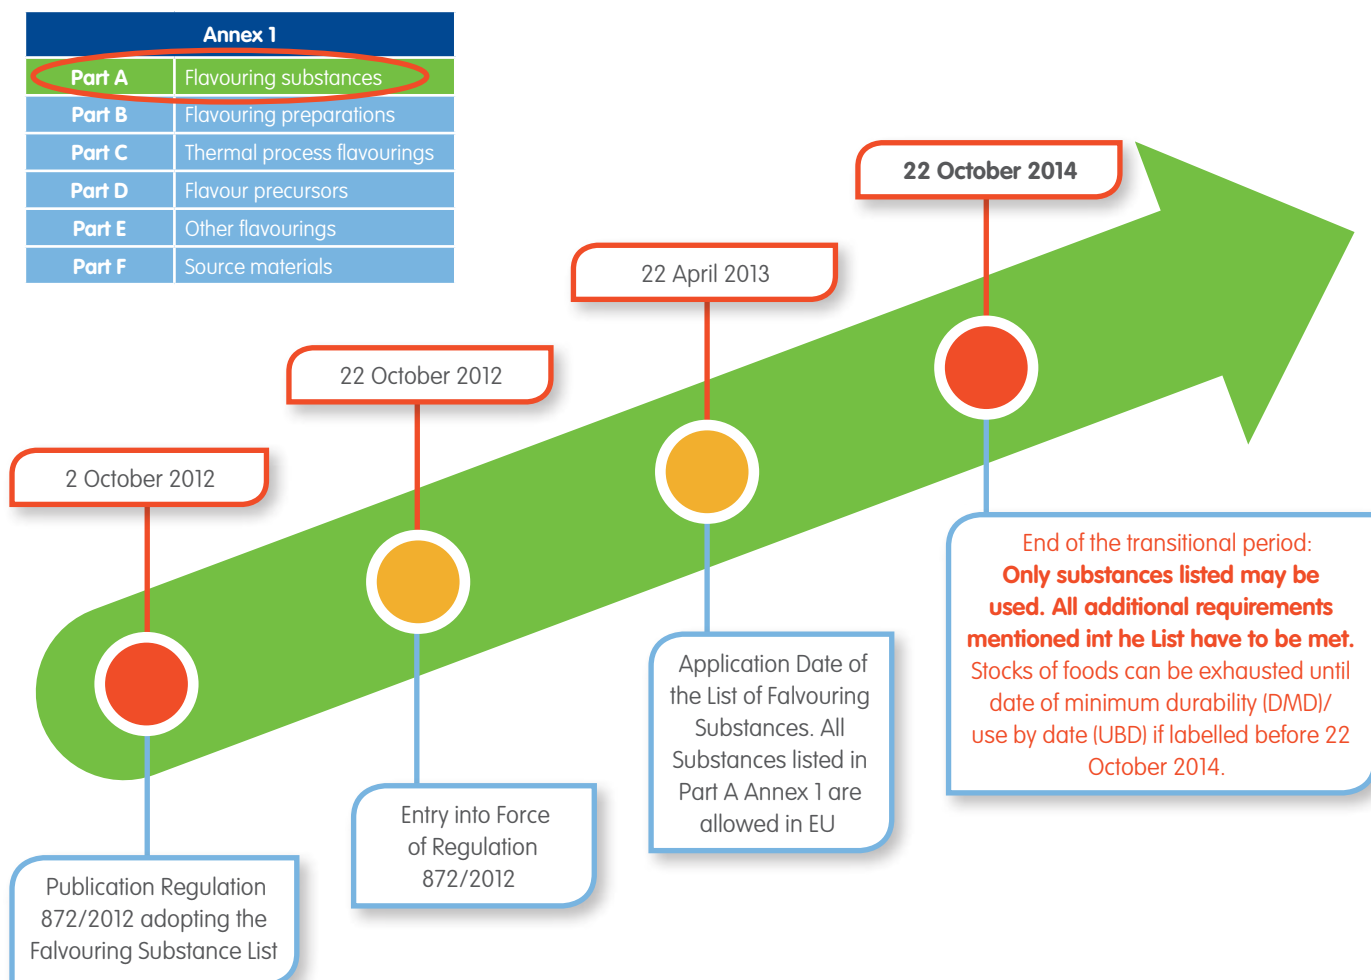 Annex 1
Part A Flavouring substances
Part B Flavouring preparations
Part C Thermal process flavourings
Part D Flavour precursors
Part E Other flavourings
Part F Source materials
2 October 2012
22 October 2012
22 April 2013
22 October 2014
Publication Regulation
872/2012 adopting the
Falvouring Substance List
Entry into Force
of Regulation
872/2012
Application Date of
the List of Falvouring
Substances. All
Substances listed in
Part A Annex 1 are
allowed in EU
End of the transitional period:
Only substances listed may be
used. All additional requirements
mentioned int he List have to be met.
Stocks of foods can be exhausted until
date of minimum durability (DMD)/
use by date (UBD) if labelled before 22
October 2014.